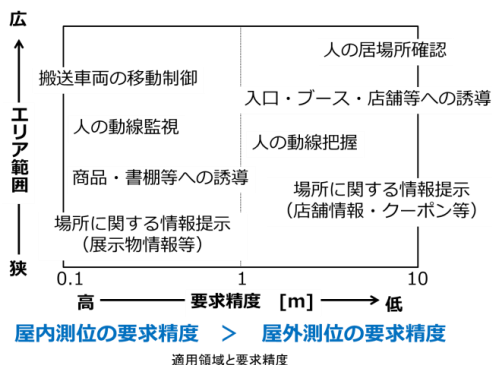 広
人の居場所確認
搬送車両の移動制御
入口・ブース・店舗等への誘導
人の動線監視
人の動線把握
エリア範囲
商品・書棚等への誘導
場所に関する情報提示
(店舗情報・クーポン等)
場所に関する情報提示
(展示物情報等)
狭
0.1 1 10
高 要求精度 [m] 低
屋内測位の要求精度 > 屋外測位の要求精度
適用領域と要求精度